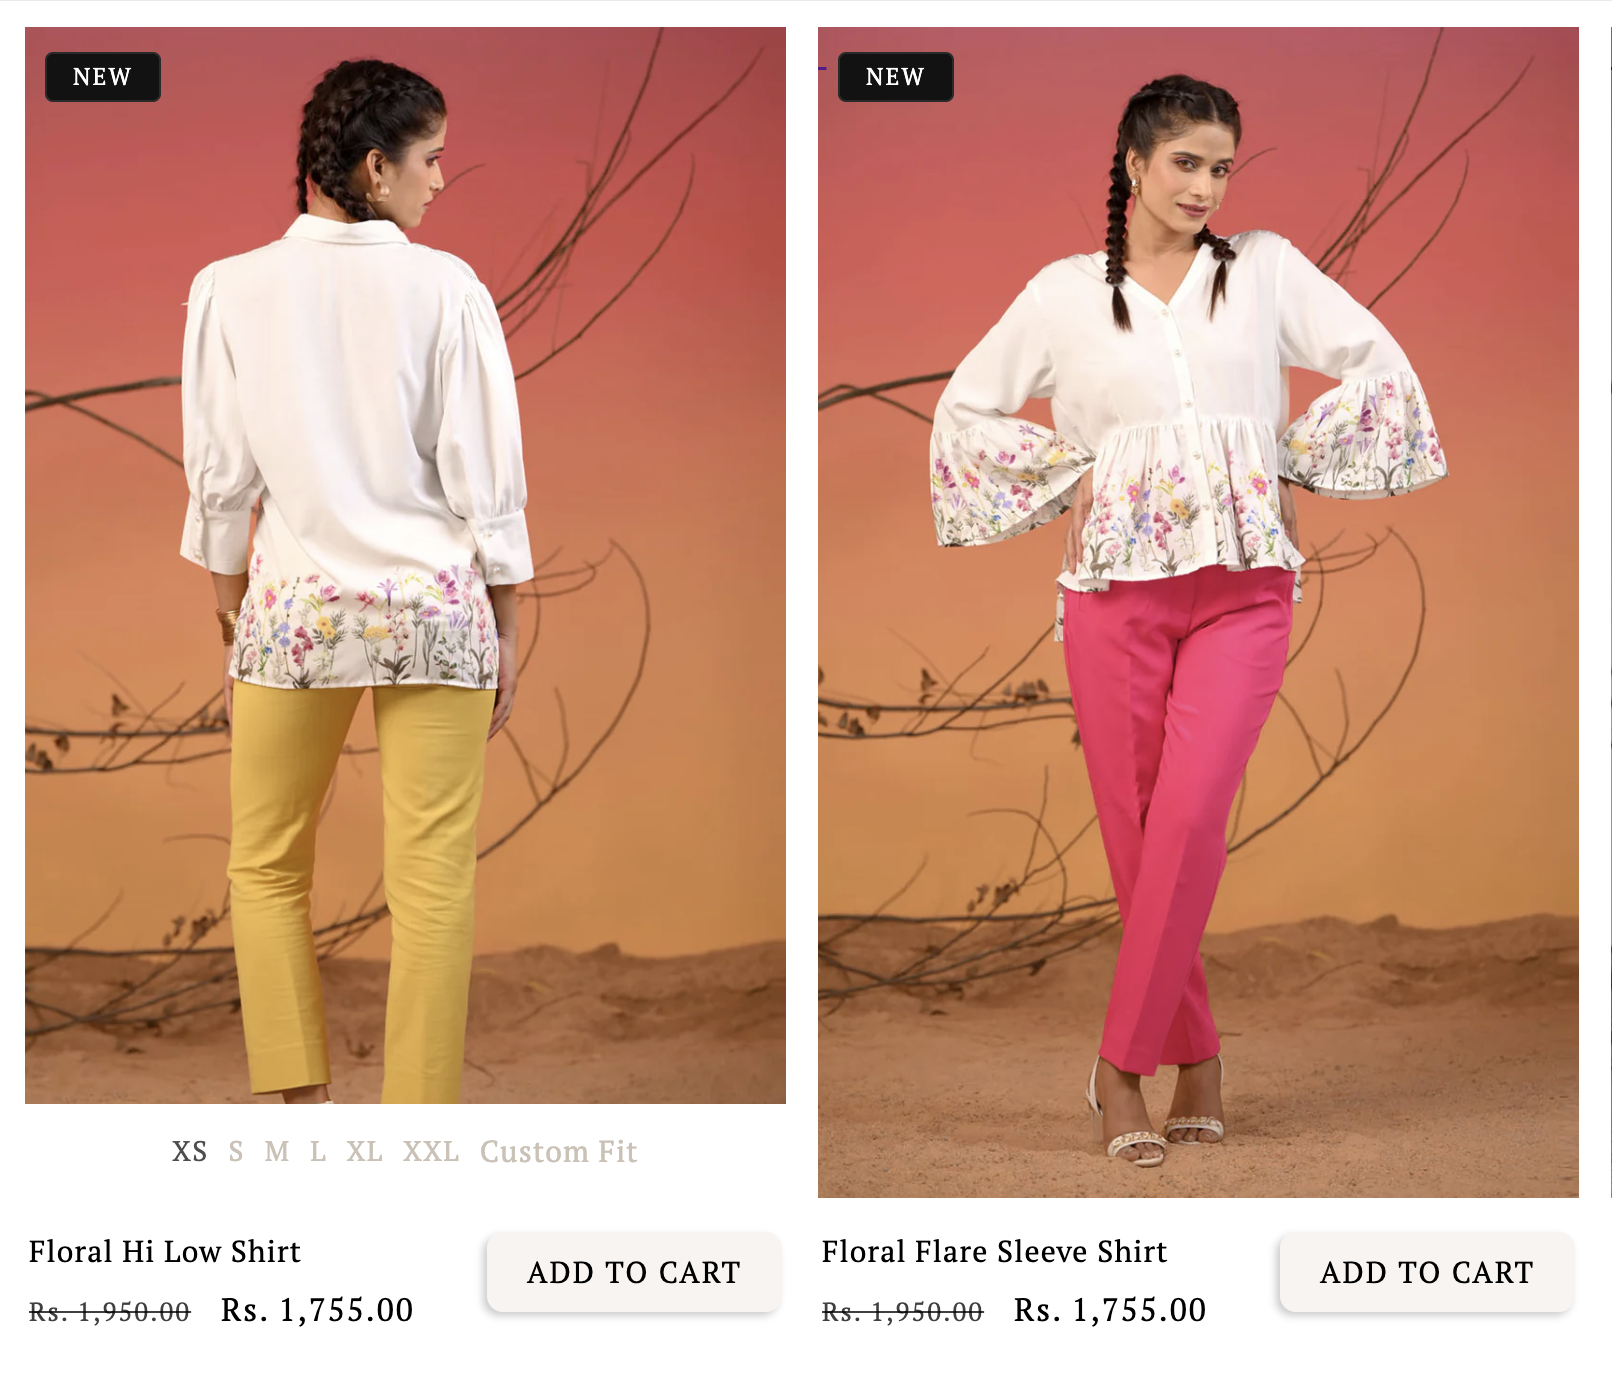 NEW
NEW
XS S M L XL XXL Custom Fit
Floral Hi Low Shirt
ADD TO CART
Rs. 1,950.00 Rs. 1,755.00
Floral Flare Sleeve Shirt
ADD TO CART
Rs. 1,950.00 Rs. 1,755.00